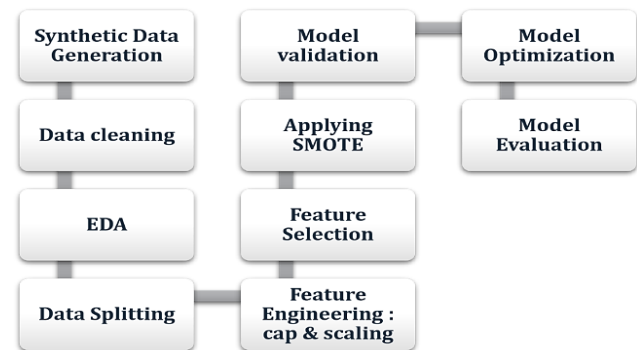 Synthetic Data
Generation
Data cleaning
EDA
Data Splitting
Feature
Engineering :
cap & scaling
Feature
Selection
Applying
SMOTE
Model
validation
Model
Optimization
Model
Evaluation